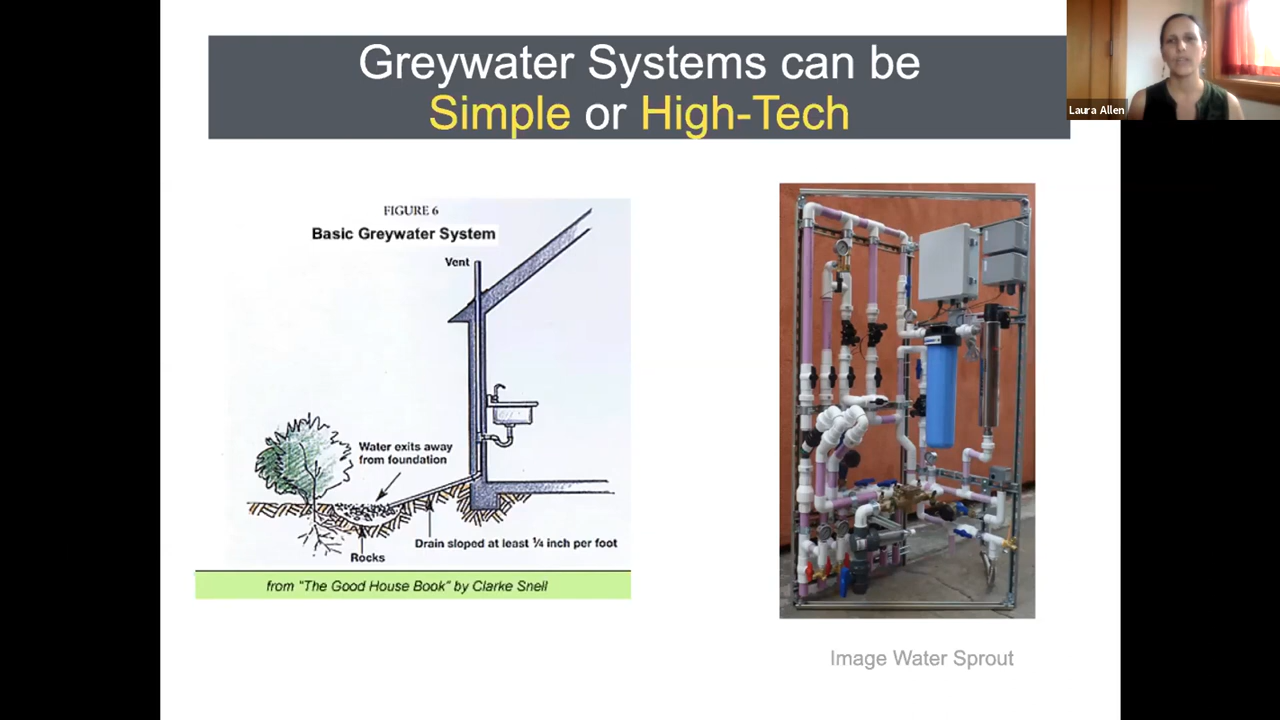 Greywater Systems can be
Simple or High-Tech
Laura Allen
FIGURE 6
Basic Greywater System
Vent
Water exits away
from foundation
Drain sloped at least ¼ inch per foot
Rocks
from "The Good House Book" by Clarke Snell
Image Water Sprout